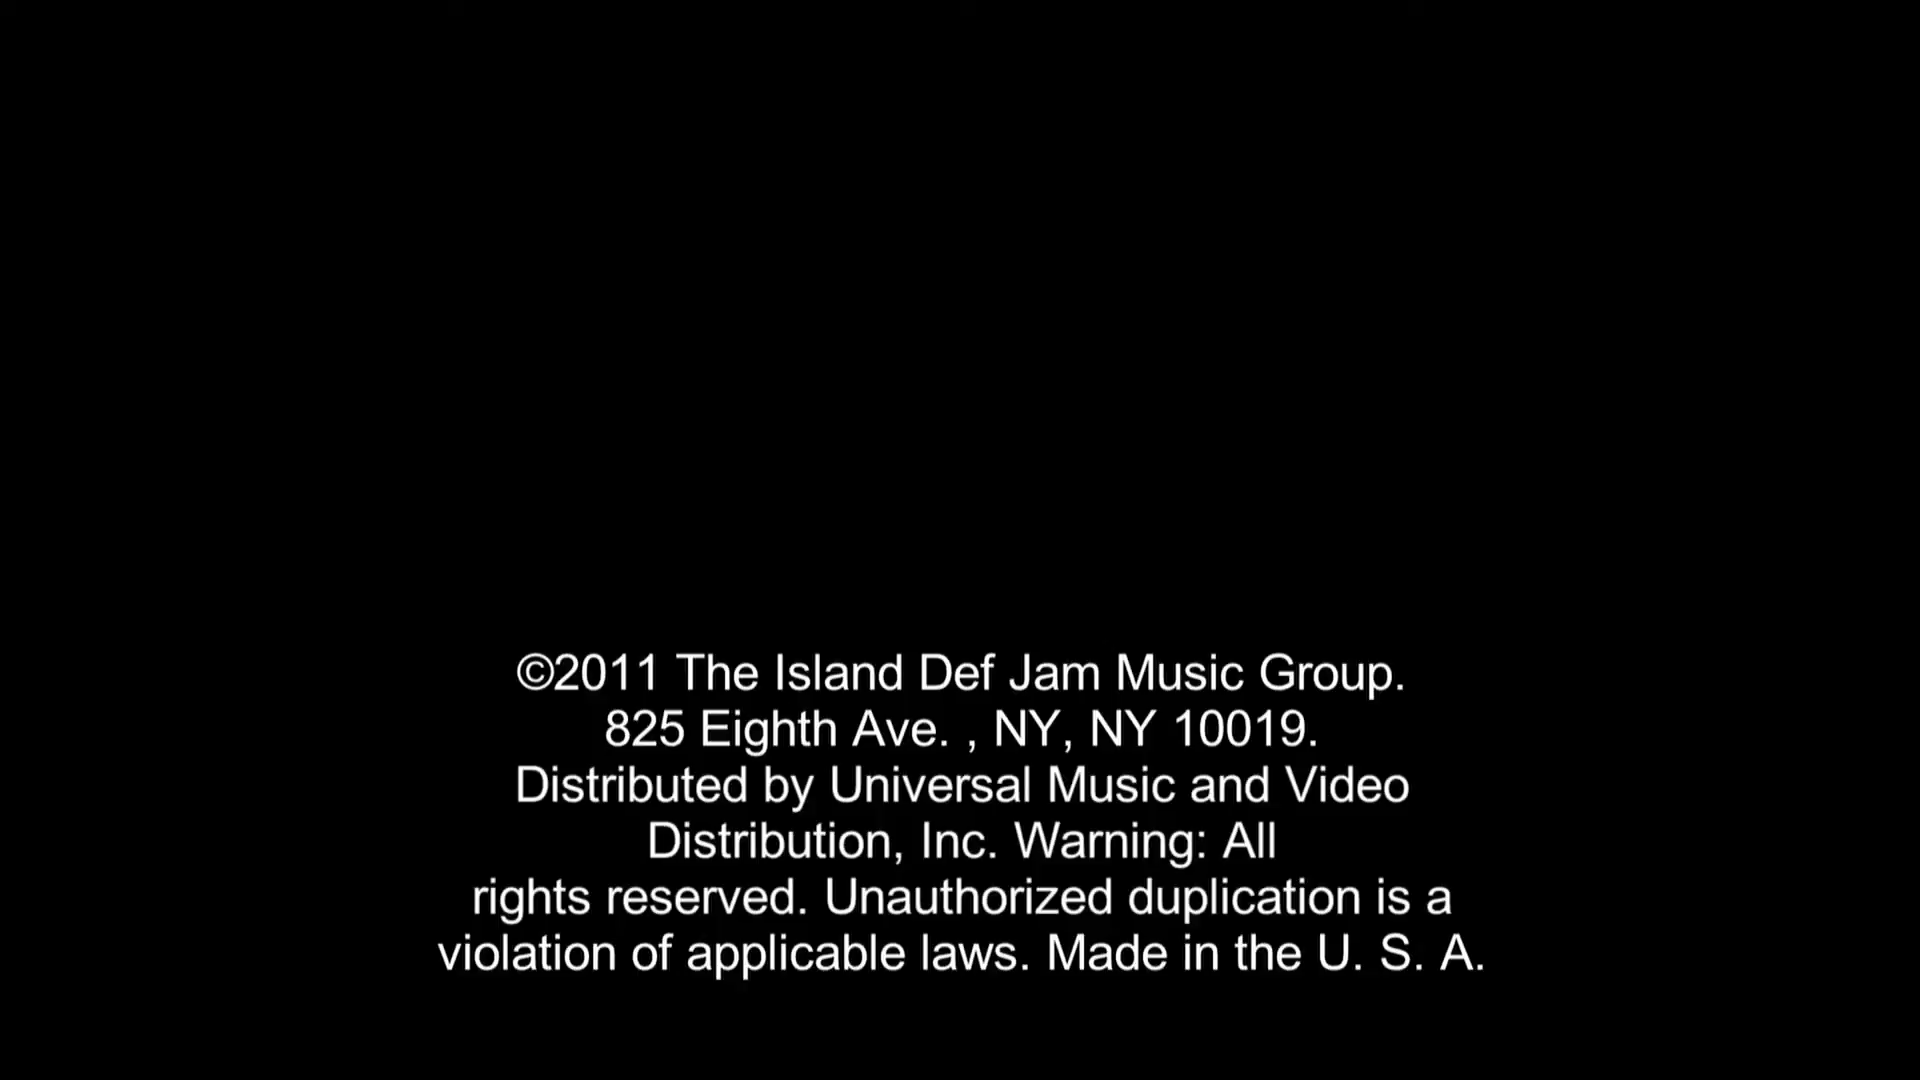 ©2011 The Island Def Jam Music Group.
825 Eighth Ave. , NY, NY 10019.
Distributed by Universal Music and Video
Distribution, Inc. Warning: All
rights reserved. Unauthorized duplication is a
violation of applicable laws. Made in the U. S. A.